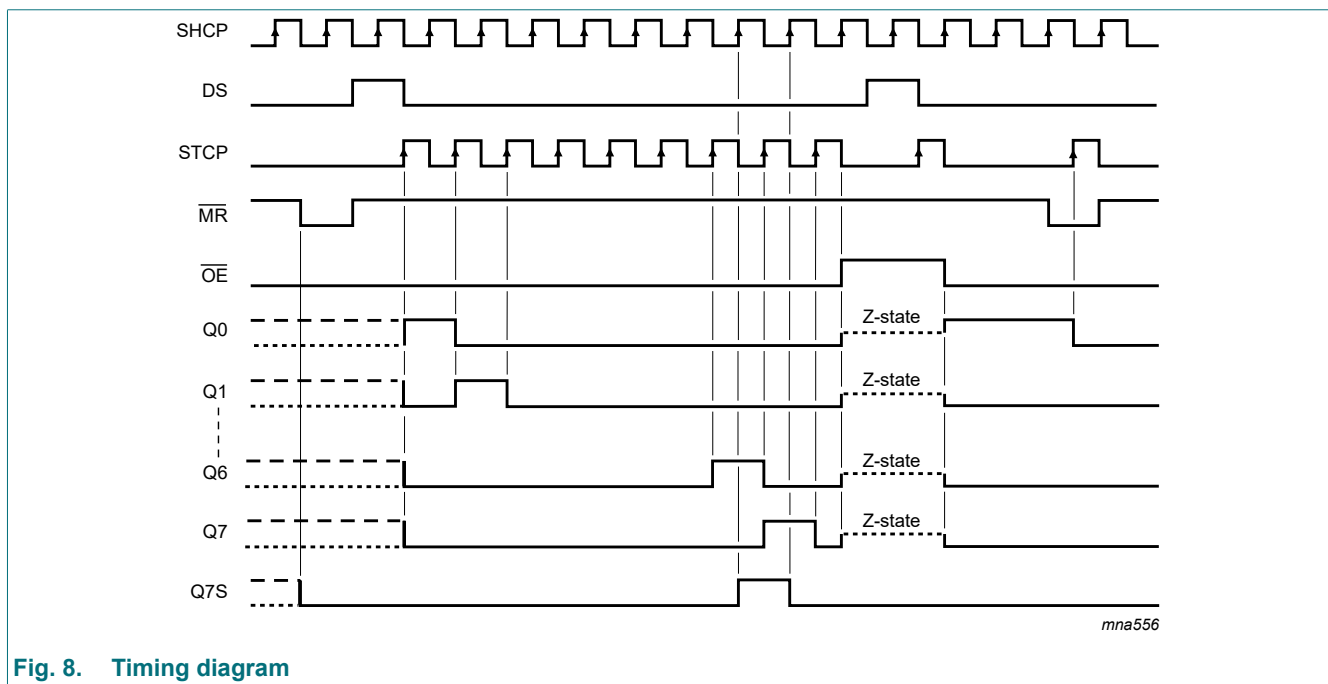 SHCP
DS
STCP
MR
OE
Q0
Z-state
Q1
Z-state
Q6
Z-state
Q7
Z-state
Q7S
mna556
Fig. 8. Timing diagram